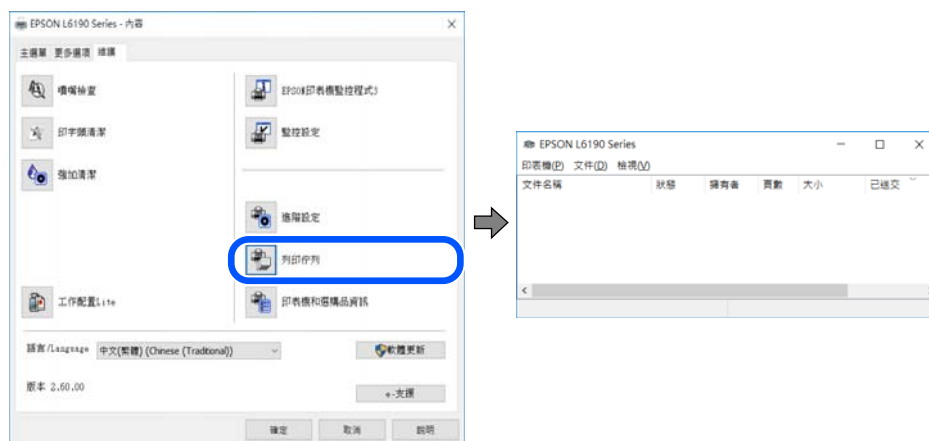 EPSON L6190 Series - 內容
主選單 更多選項 維護
噴嘴檢查
EPSON印表機監控程式3
印字頭清潔
監控設定
強力清潔
進階設定
列印佇列
工作配置Lite
印表機和選購品資訊
語言/Language 中文(繁體) (Chinese (Traditional))
軟體更新
版本 2.60.00
e-支援
確定 取消 說明
EPSON L6190 Series
印表機(P) 文件(D) 檢視(V)
文件名稱 狀態 擁有者 頁數 大小 已送交